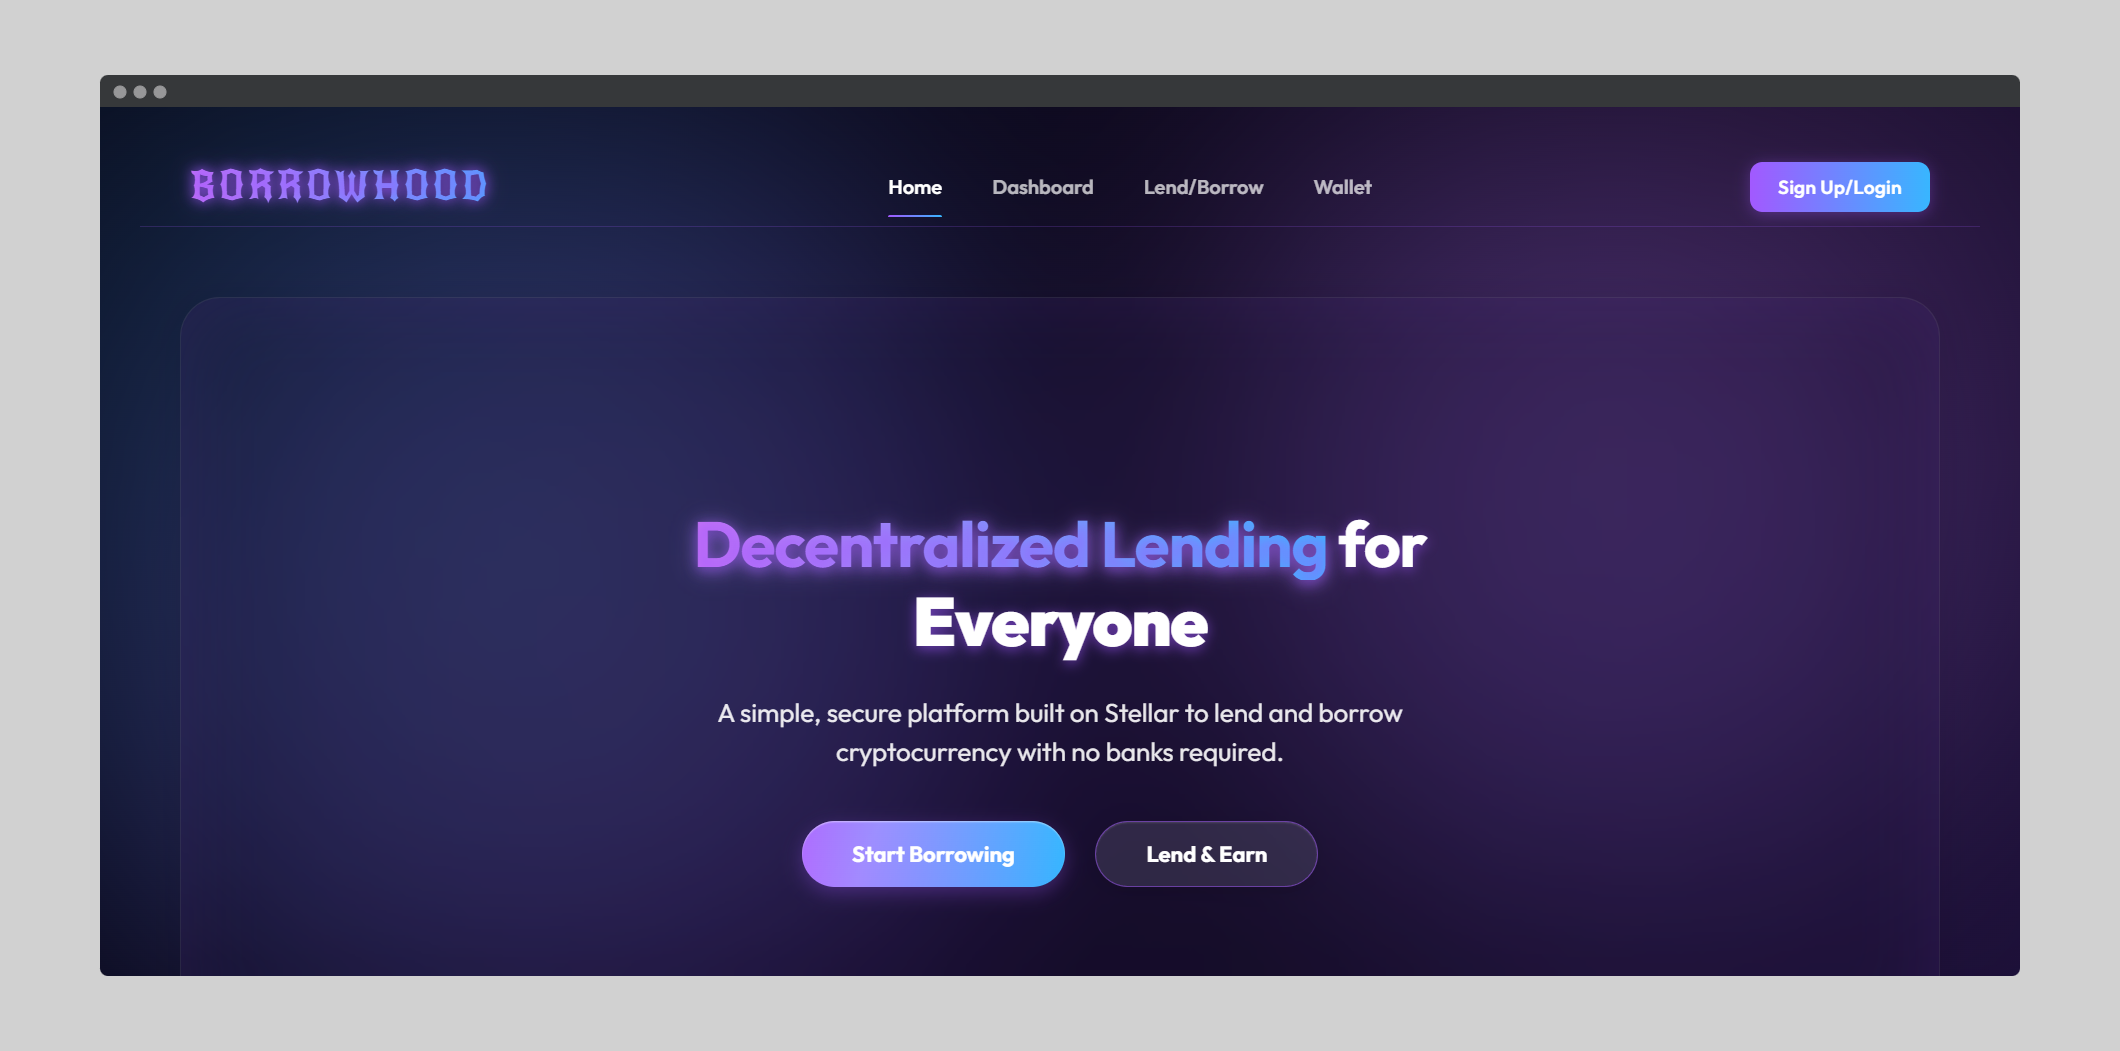 BORROWHOOD
Home Dashboard Lend/Borrow Wallet
Sign Up/Login
Decentralized Lending for
Everyone
A simple, secure platform built on Stellar to lend and borrow
cryptocurrency with no banks required.
Start Borrowing
Lend & Earn